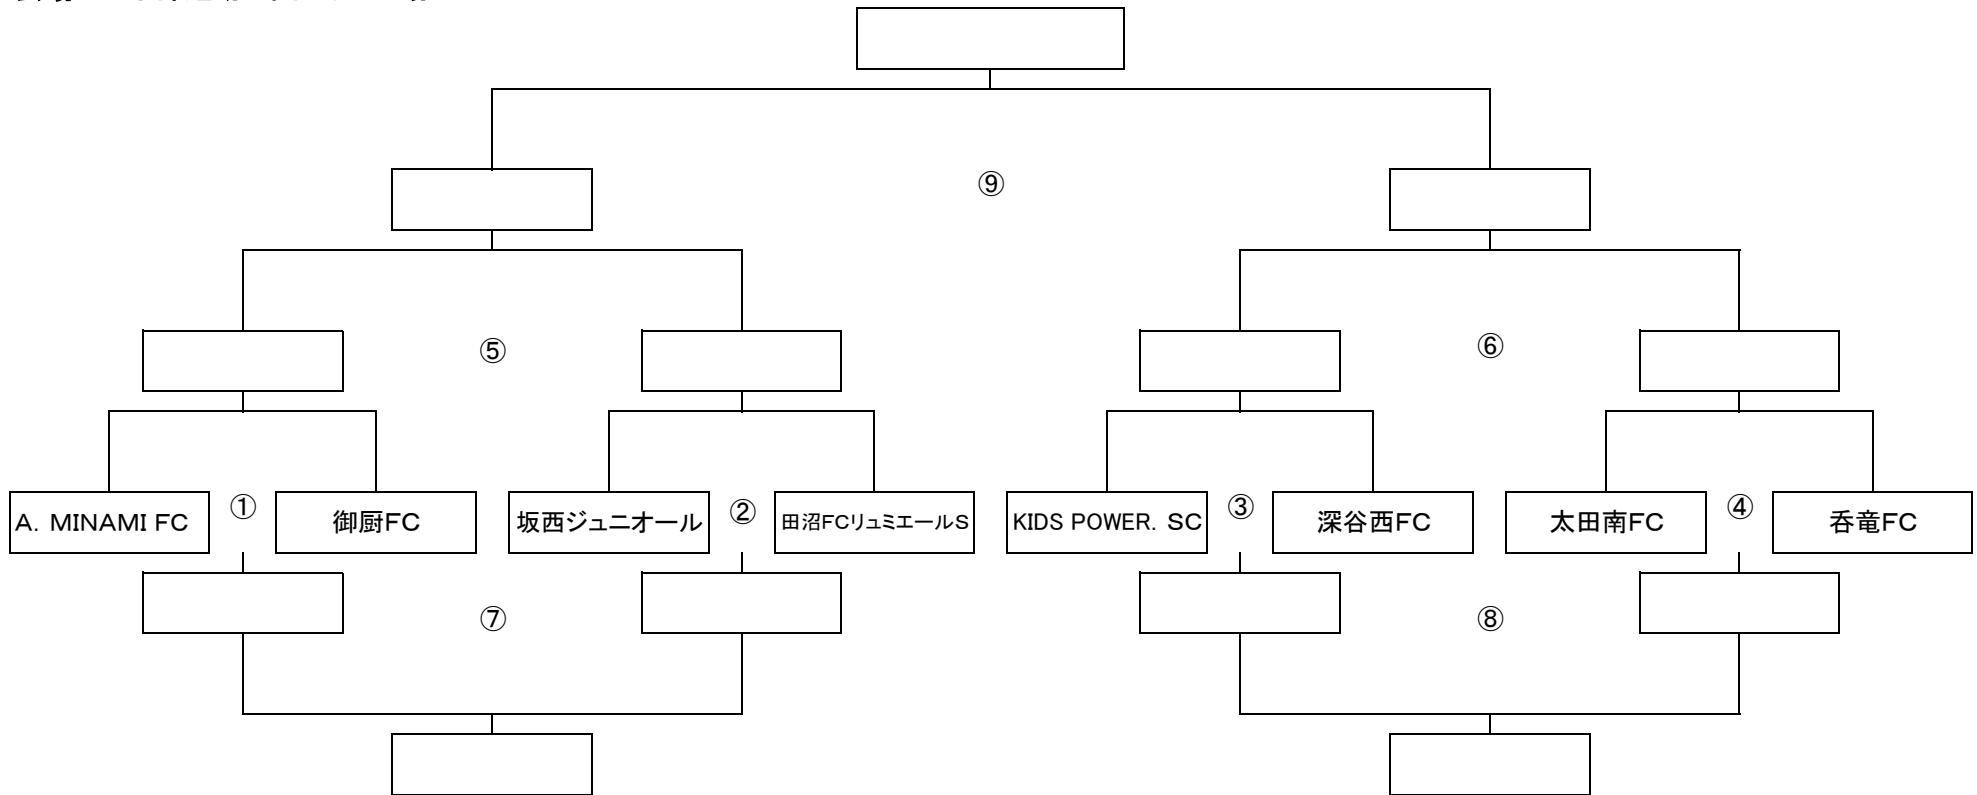 ⑨
⑤
⑥
A. MINAMI FC
①
御厨FC
坂西ジュニオール
②
田沼FCリュミエールS
KIDS POWER. SC
③
深谷西FC
太田南FC
④
呑竜FC
⑦
⑧